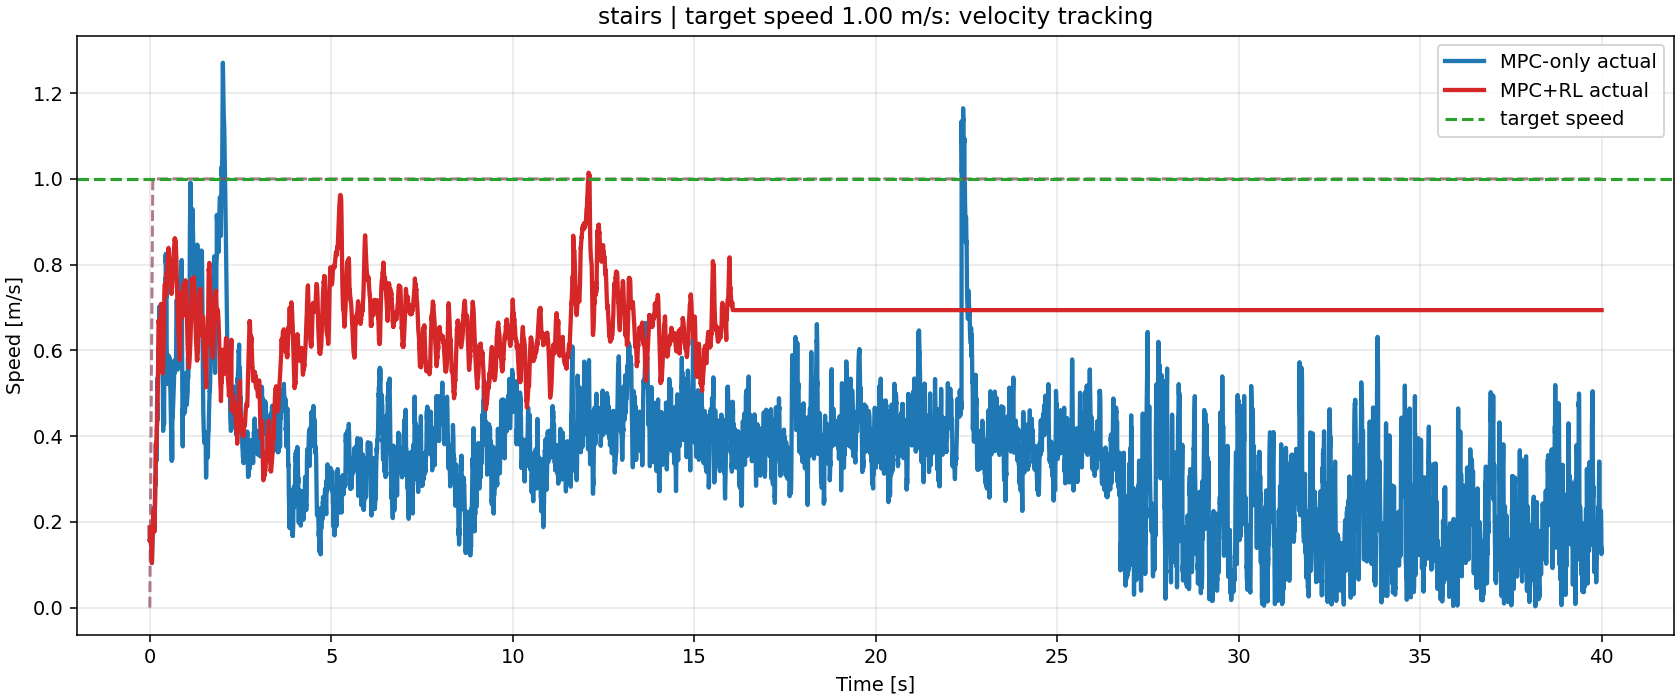 stairs | target speed 1.00 m/s: velocity tracking
MPC-only actual
MPC+RL actual
target speed
Speed [m/s]
1.2
1.0
0.8
0.6
0.4
0.2
0.0
0 5 10 15 20 25 30 35 40
Time [s]